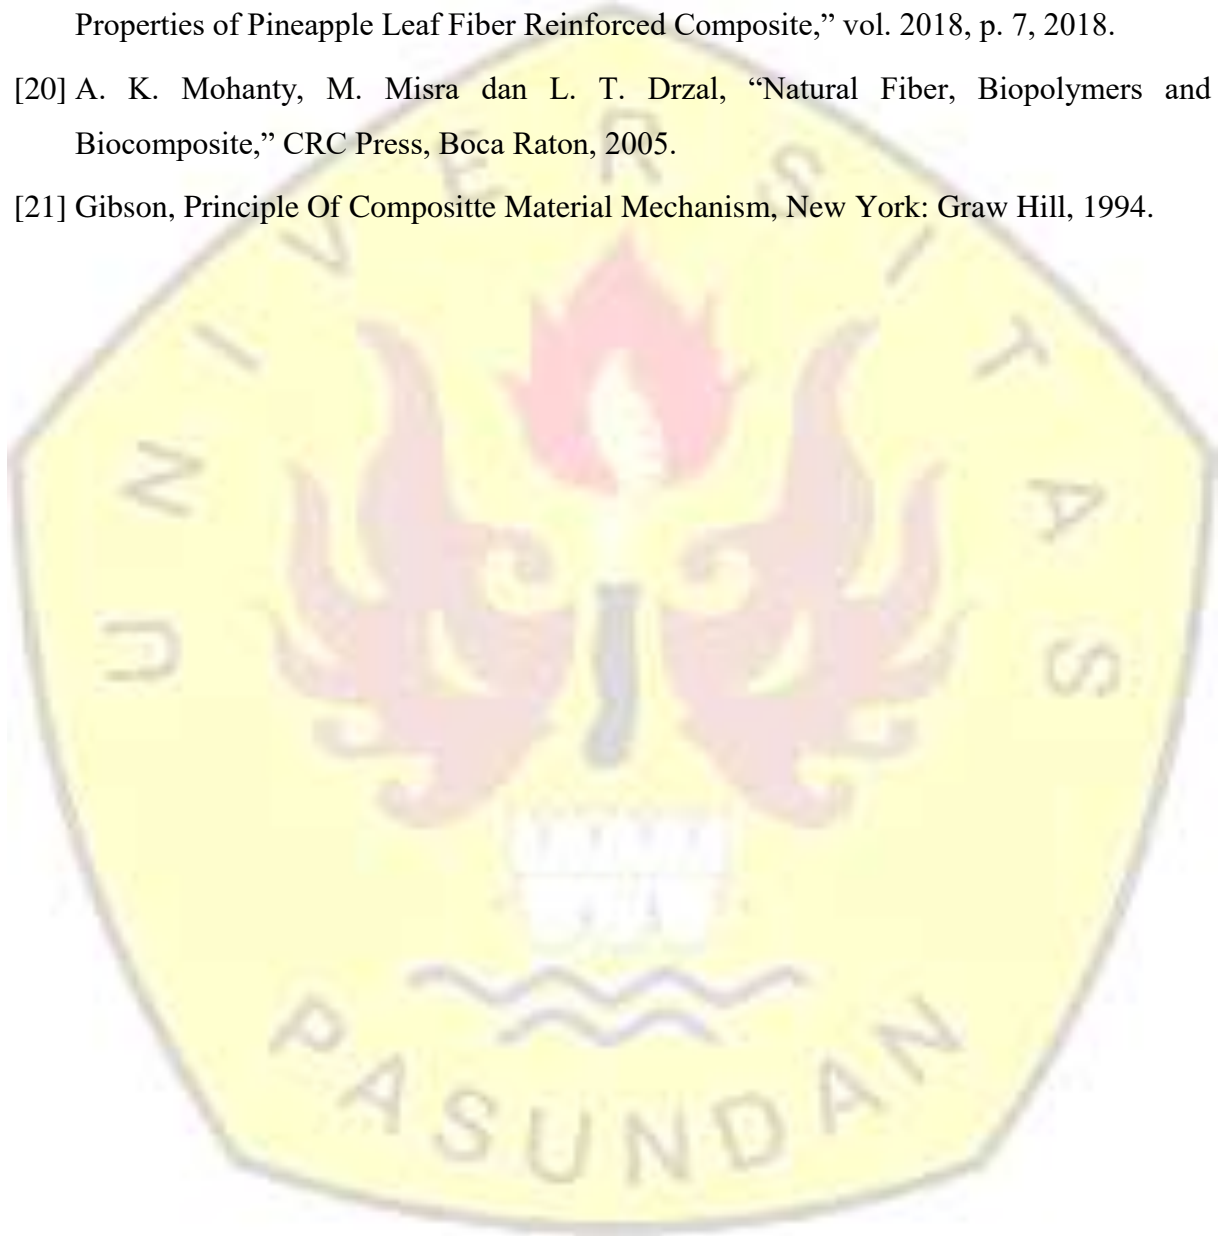 Properties of Pineapple Leaf Fiber Reinforced Composite,” vol. 2018, p. 7, 2018.
[20] A. K. Mohanty, M. Misra dan L. T. Drzal, “Natural Fiber, Biopolymers and
Biocomposite,” CRC Press, Boca Raton, 2005.
[21] Gibson, Principle Of Compositte Material Mechanism, New York: Graw Hill, 1994.
UNIVERSITAS
PASUNDAN